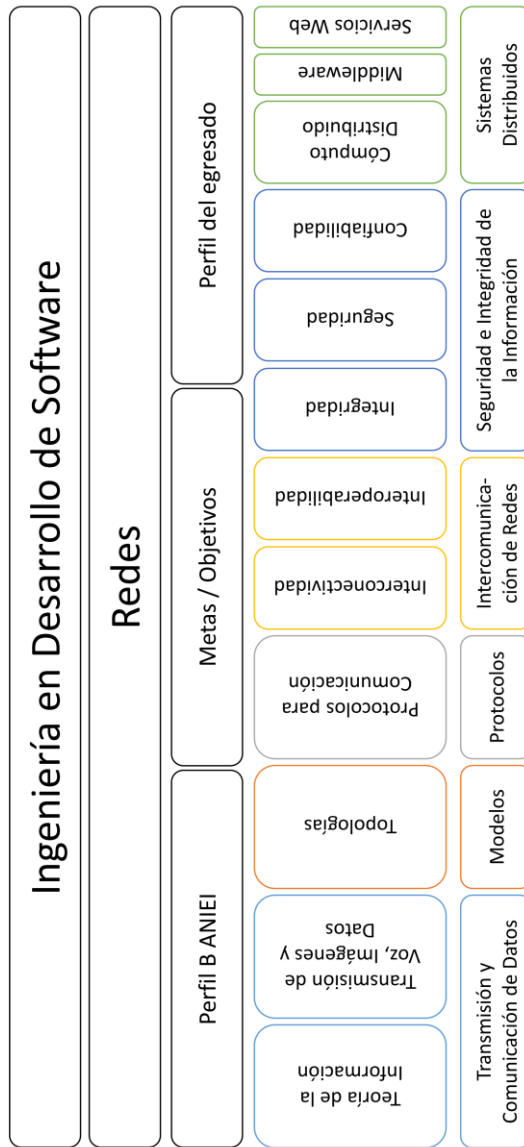 Ingeniería en Desarrollo de Software
Redes
Perfil B ANIEI
Metas / Objetivos
Perfil del egresado
Teoría de la
Información
Transmisión de
Voz, Imágenes y
Datos
Topologías
Protocolos para
Comunicación
Interconectividad
Interoperabilidad
Integridad
Seguridad
Confiabilidad
Cómputo
Distribuido
Middleware
Servicios Web
Transmisión y
Comunicación de Datos
Modelos
Protocolos
Intercomunica-
ción de Redes
Seguridad e Integridad de
la Información
Sistemas
Distribuidos